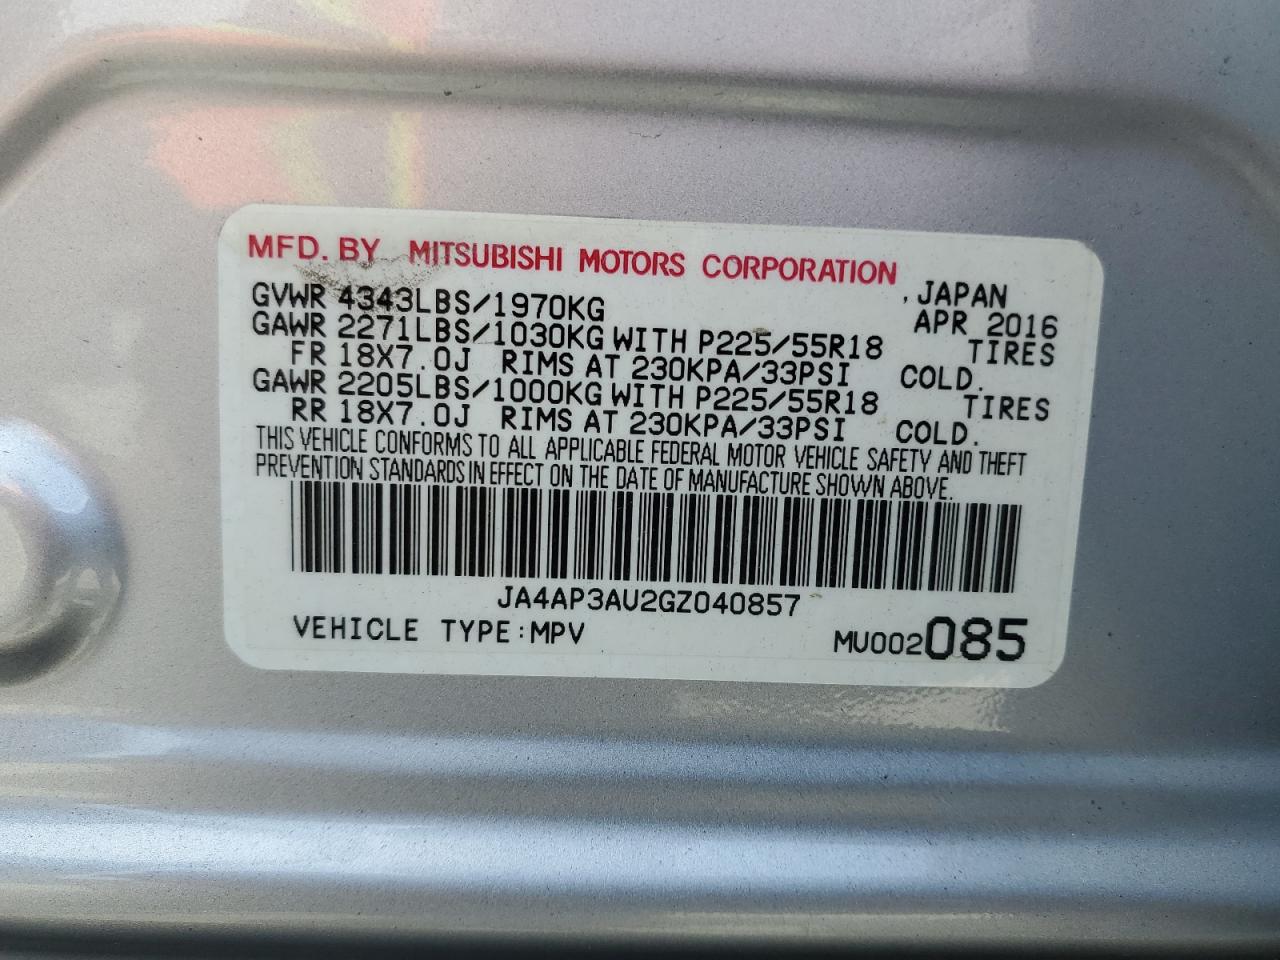 MFD. BY MITSUBISHI MOTORS CORPORATION
, JAPAN
GVWR 4343LBS/1970KG APR 2016
GAWR 2271LBS/1030KG WITH P225/55R18 TIRES
FR 18X7.0J RIMS AT 230KPA/33PSI COLD.
GAWR 2205LBS/1000KG WITH P225/55R18 TIRES
RR 18X7.0J RIMS AT 230KPA/33PSI COLD.
THIS VEHICLE CONFORMS TO ALL APPLICABLE FEDERAL MOTOR VEHICLE SAFETY AND THEFT
PREVENTION STANDARDS IN EFFECT ON THE DATE OF MANUFACTURE SHOWN ABOVE.
JA4AP3AU2GZ040857
VEHICLE TYPE:MPV MU002085